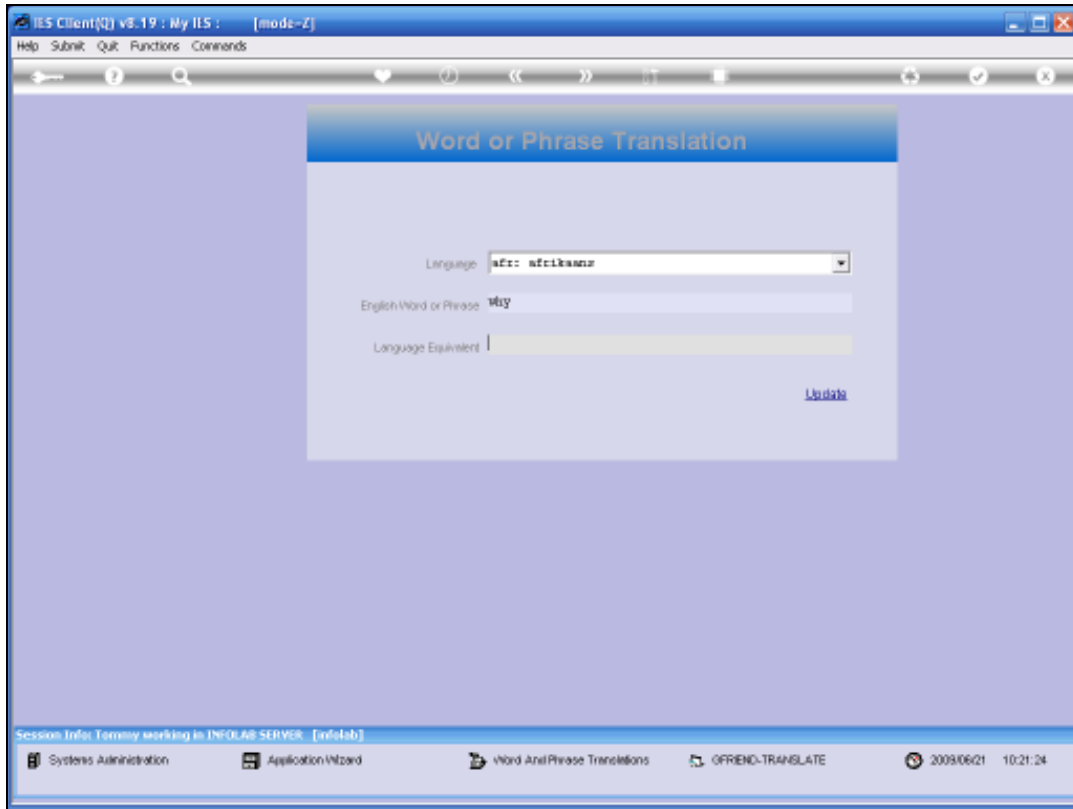 IES Client(Q) v8.19 : My IES : [mode-Z]
Help Submit Quit Functions Commands
Word or Phrase Translation
Language afr: afrikaans
English Word or Phrase why
Language Equivalent
Update
Session Info: Tommy working in INFOLAB SERVER [infolab]
Systems Administration Application Wizard Word And Phrase Translations GFRIEND-TRANSLATE 2009/06/21 10:21:24